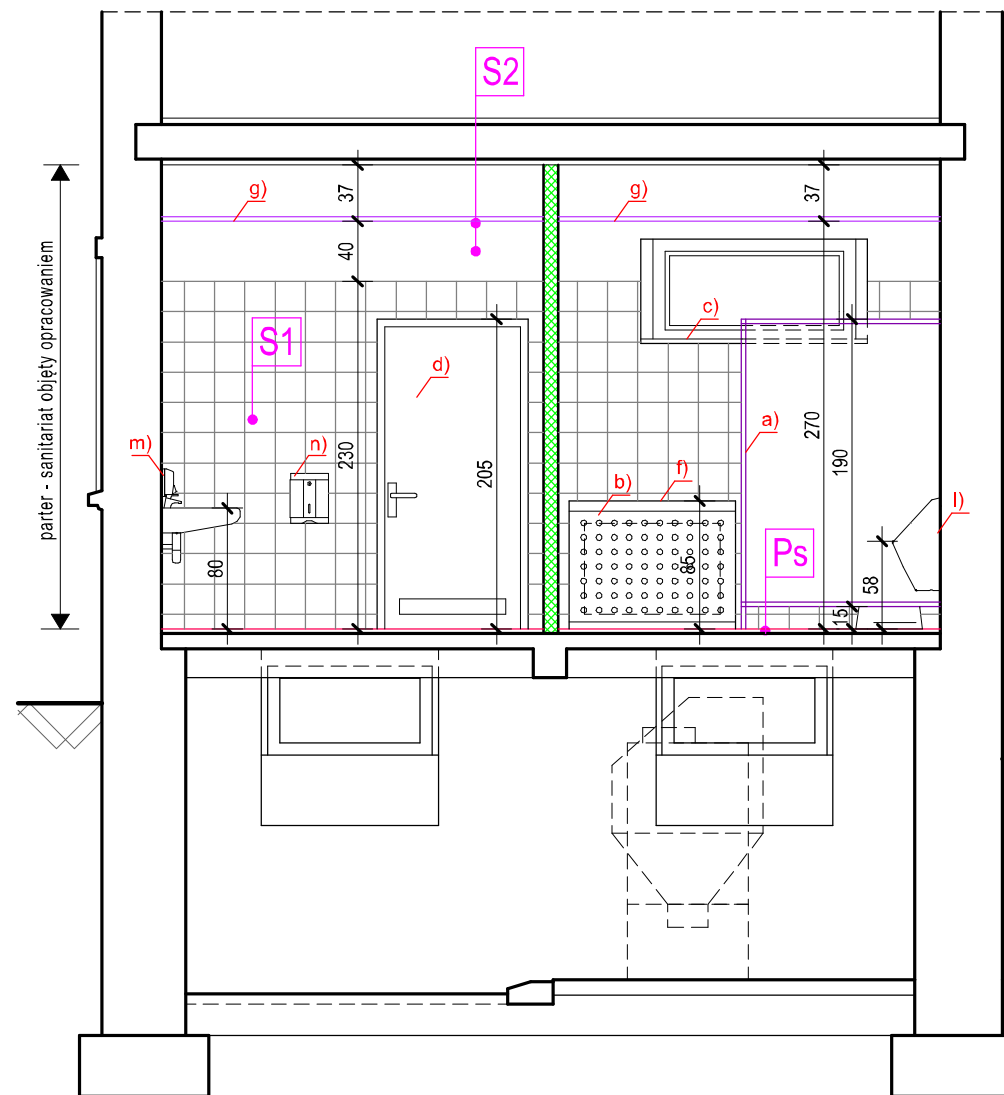 S2
g)
37
g)
37
40
parter - sanitariat objęty opracowaniem
c)
S1
d)
a)
270
m)
n)
230
205
190
b)
f)
l)
Ps
80
85
58
15